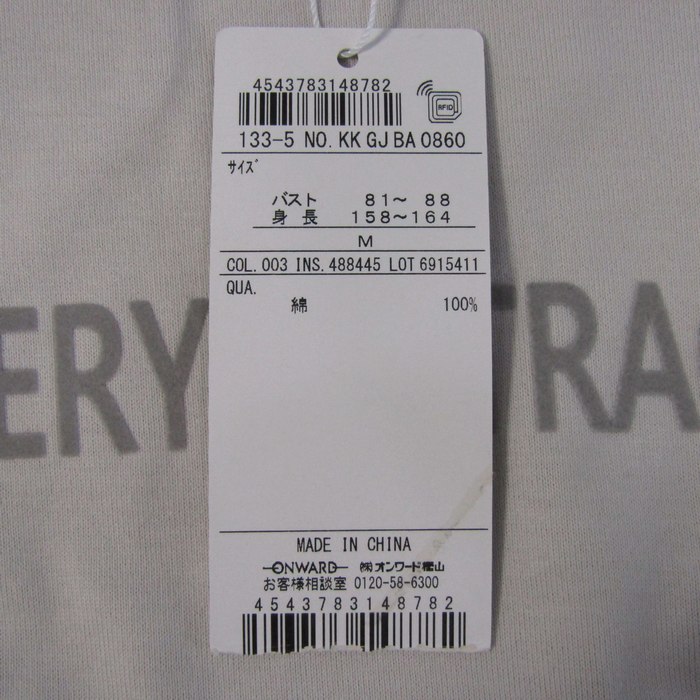 4543783148782
RFID
133-5 NO. KK GJ BA 0860
サイズ
バスト 81～ 88
身 長 158～164
M
COL. 003 INS. 488445 LOT 6915411
QUA.
綿 100%
ERY TRA
MADE IN CHINA
ONWARD ㈱オンワード樫山
お客様相談室 0120-58-6300
4543783148782